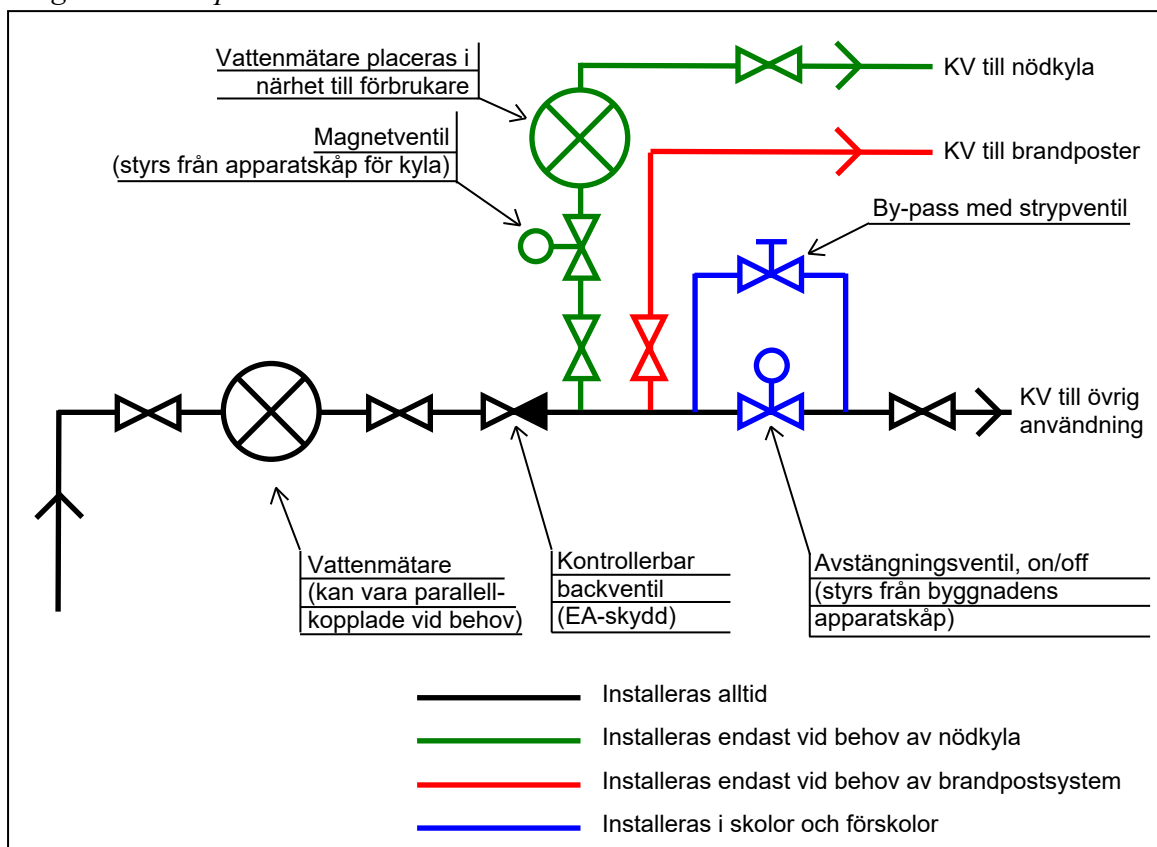 Vattenmätare placeras i
närhet till förbrukare
Magnetventil
(styrs från apparatskåp för kyla)
KV till nödkyla
KV till brandposter
By-pass med strypventil
KV till övrig
användning
Vattenmätare
(kan vara parallell-
kopplade vid behov)
Kontrollerbar
backventil
(EA-skydd)
Avstängningsventil, on/off
(styrs från byggnadens
apparatskåp)
Installeras alltid
Installeras endast vid behov av nödkyla
Installeras endast vid behov av brandpostsystem
Installeras i skolor och förskolor